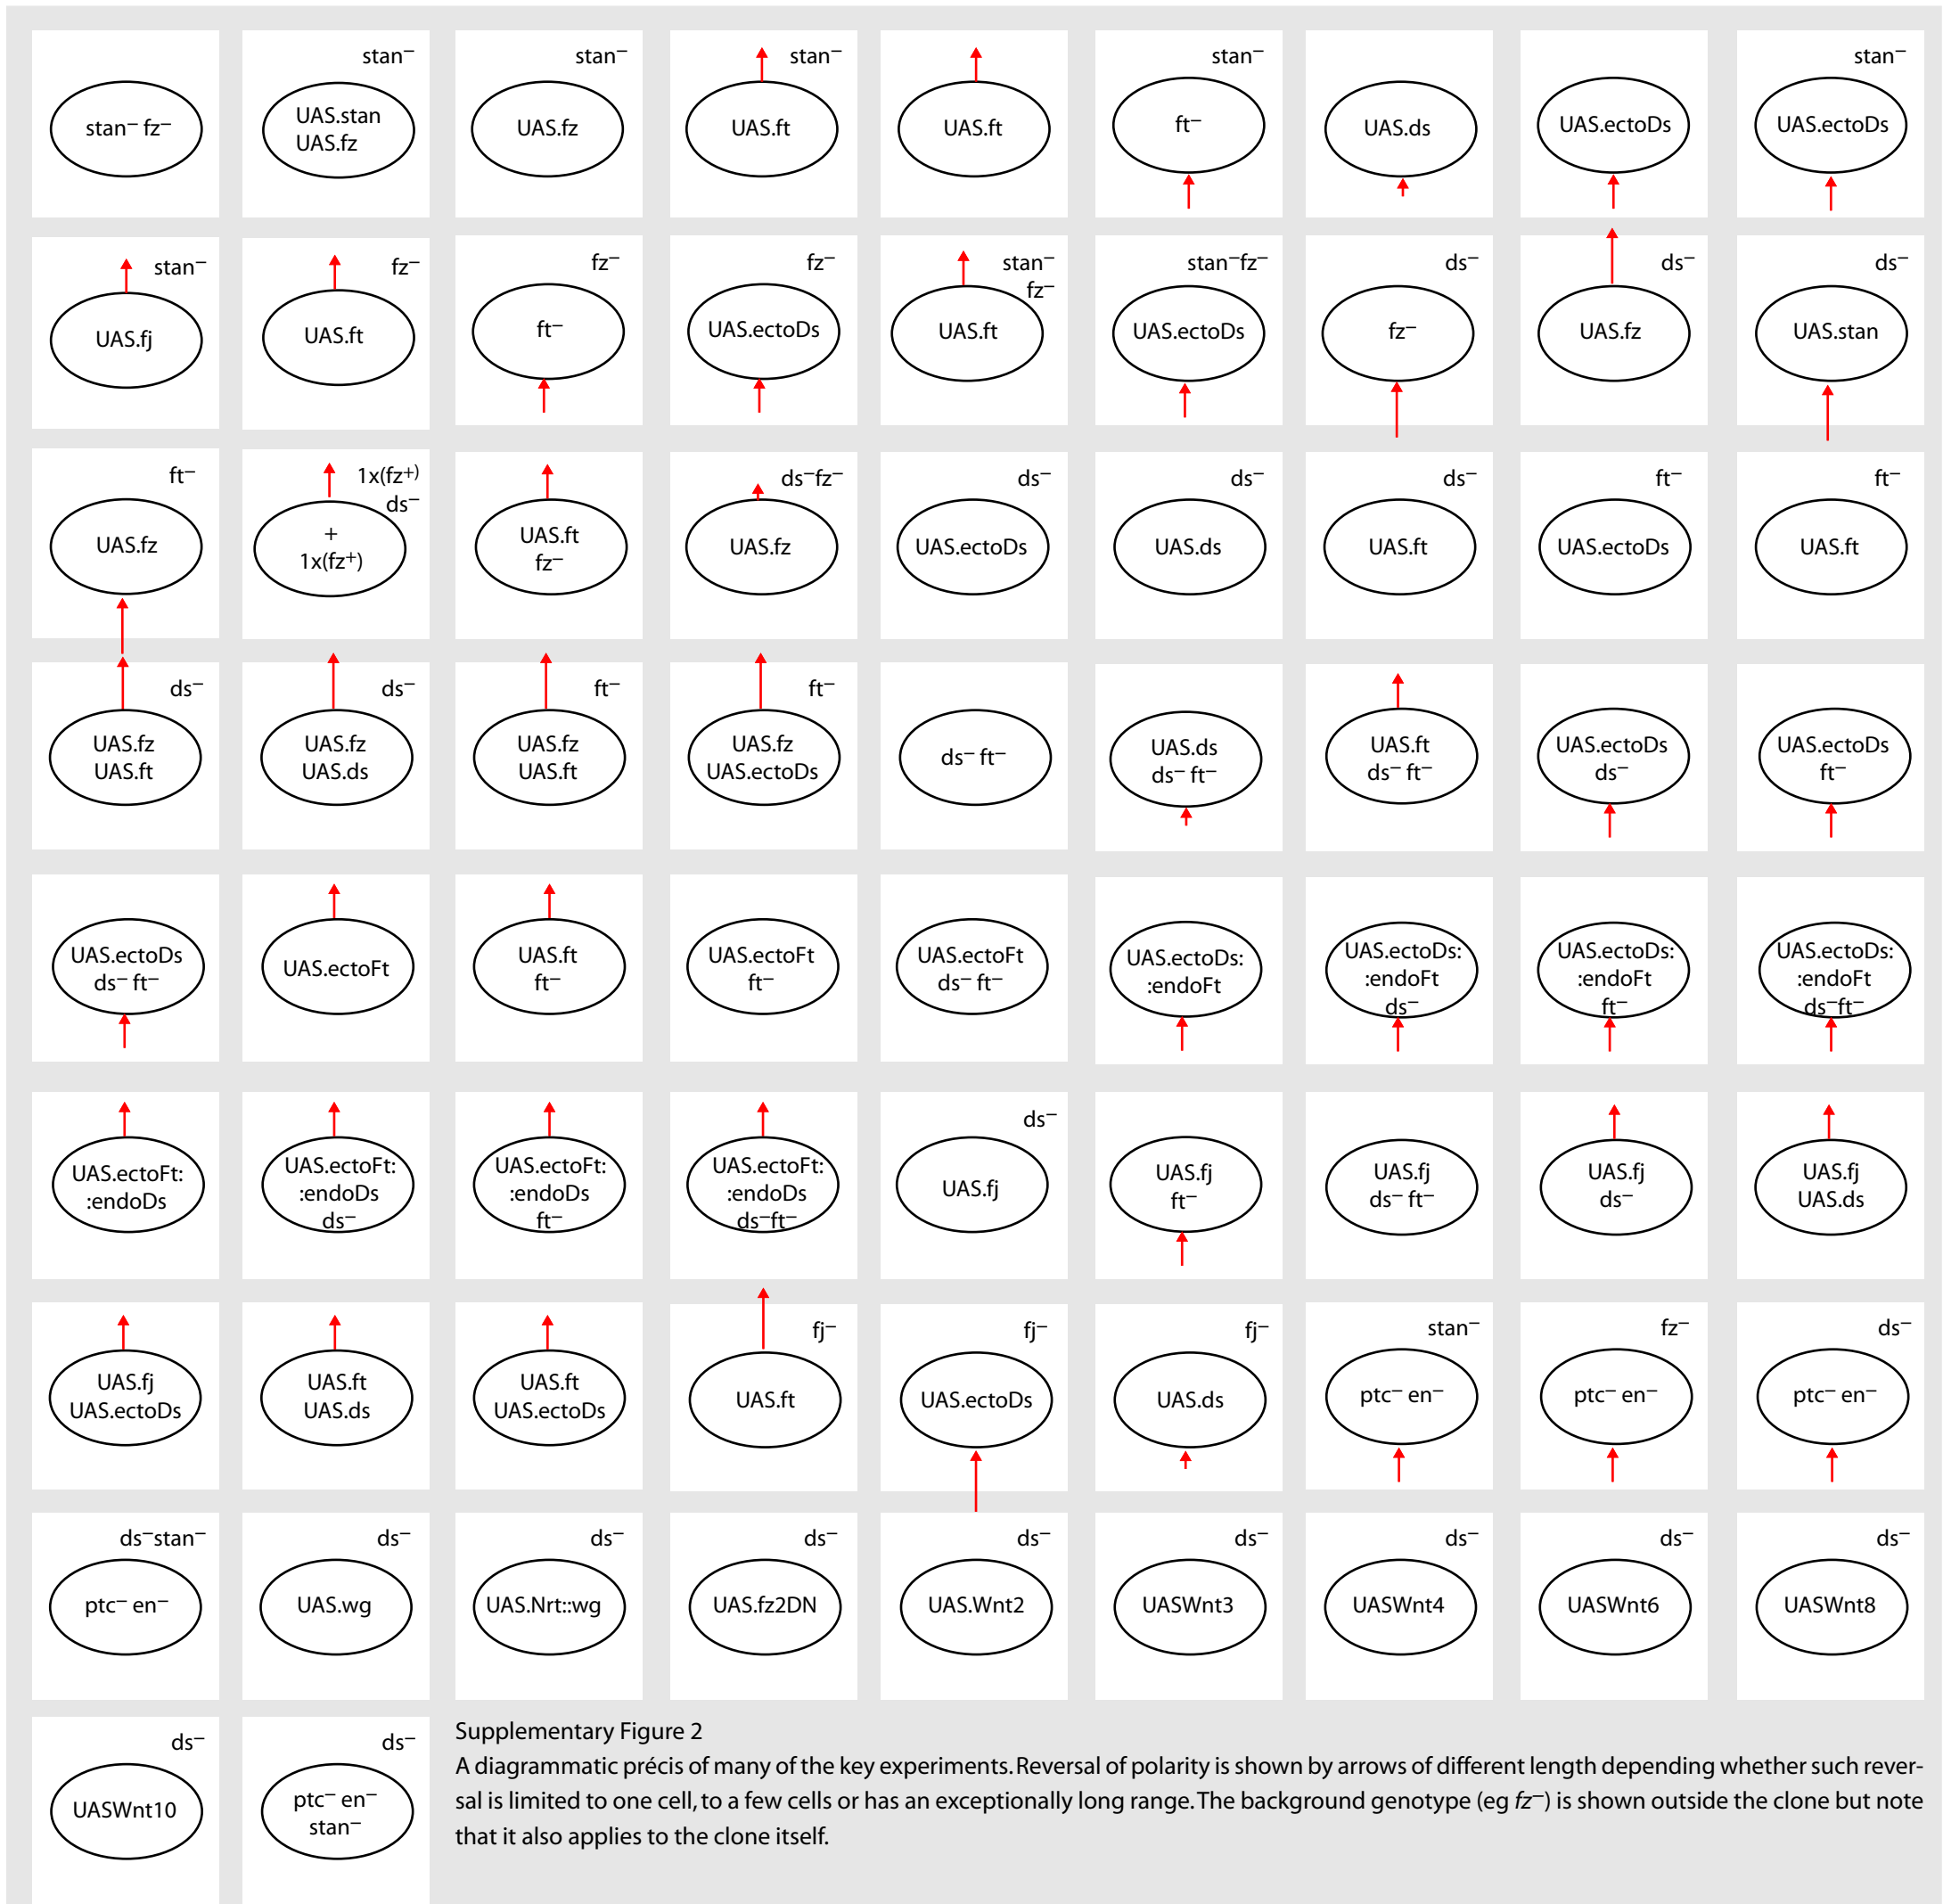 stan⁻ fz⁻
stan⁻
UAS.stan
UAS.fz
stan⁻
UAS.fz
stan⁻
UAS.ft
UAS.ft
stan⁻
ft⁻
UAS.ds
UAS.ectoDs
stan⁻
UAS.ectoDs
stan⁻
UAS.fj
fz⁻
UAS.ft
fz⁻
ft⁻
fz⁻
UAS.ectoDs
stan⁻
fz⁻
UAS.ft
stan⁻fz⁻
UAS.ectoDs
ds⁻
fz⁻
ds⁻
UAS.fz
ds⁻
UAS.stan
ft⁻
UAS.fz
1x(fz⁺)
ds⁻
+
1x(fz⁺)
UAS.ft
fz⁻
ds⁻fz⁻
UAS.fz
ds⁻
UAS.ectoDs
ds⁻
UAS.ds
ds⁻
UAS.ft
ft⁻
UAS.ectoDs
ft⁻
UAS.ft
ds⁻
UAS.fz
UAS.ft
ds⁻
UAS.fz
UAS.ds
ft⁻
UAS.fz
UAS.ft
ft⁻
UAS.fz
UAS.ectoDs
ds⁻ ft⁻
UAS.ds
ds⁻ ft⁻
UAS.ft
ds⁻ ft⁻
UAS.ectoDs
ds⁻
UAS.ectoDs
ft⁻
UAS.ectoDs
ds⁻ ft⁻
UAS.ectoFt
UAS.ft
ft⁻
UAS.ectoFt
ft⁻
UAS.ectoFt
ds⁻ ft⁻
UAS.ectoDs:
:endoFt
UAS.ectoDs:
:endoFt
ds⁻
UAS.ectoDs:
:endoFt
ft⁻
UAS.ectoDs:
:endoFt
ds⁻ft⁻
UAS.ectoFt:
:endoDs
UAS.ectoFt:
:endoDs
ds⁻
UAS.ectoFt:
:endoDs
ft⁻
UAS.ectoFt:
:endoDs
ds⁻ft⁻
ds⁻
UAS.fj
UAS.fj
ft⁻
UAS.fj
ds⁻ ft⁻
UAS.fj
ds⁻
UAS.fj
UAS.ds
UAS.fj
UAS.ectoDs
UAS.ft
UAS.ds
UAS.ft
UAS.ectoDs
fj⁻
UAS.ft
fj⁻
UAS.ectoDs
fj⁻
UAS.ds
stan⁻
ptc⁻ en⁻
fz⁻
ptc⁻ en⁻
ds⁻
ptc⁻ en⁻
ds⁻stan⁻
ptc⁻ en⁻
ds⁻
UAS.wg
ds⁻
UAS.Nrt::wg
ds⁻
UAS.fz2DN
ds⁻
UAS.Wnt2
ds⁻
UASWnt3
ds⁻
UASWnt4
ds⁻
UASWnt6
ds⁻
UASWnt8
ds⁻
UASWnt10
ds⁻
ptc⁻ en⁻
stan⁻
Supplementary Figure 2
A diagrammatic précis of many of the key experiments. Reversal of polarity is shown by arrows of different length depending whether such rever-
sal is limited to one cell, to a few cells or has an exceptionally long range. The background genotype (eg fz⁻) is shown outside the clone but note
that it also applies to the clone itself.